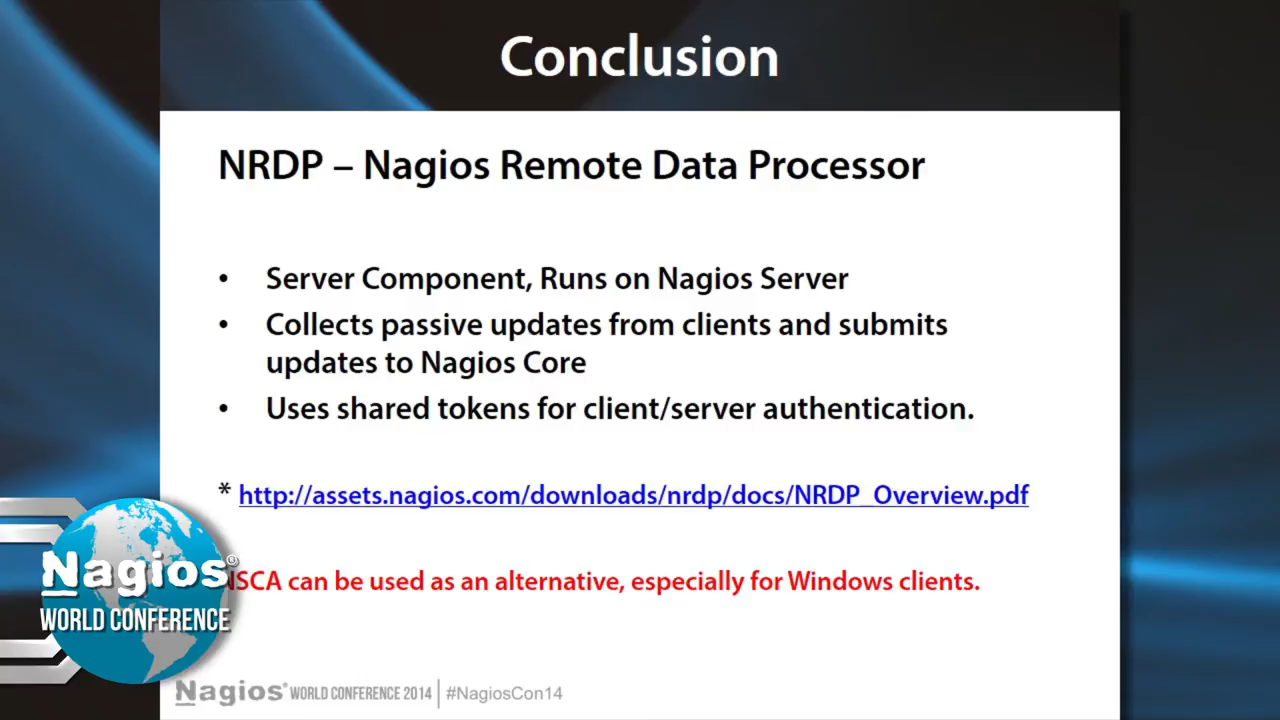 Conclusion
NRDP – Nagios Remote Data Processor
• Server Component, Runs on Nagios Server
• Collects passive updates from clients and submits
updates to Nagios Core
• Uses shared tokens for client/server authentication.
* http://assets.nagios.com/downloads/nrdp/docs/NRDP_Overview.pdf
NSCA can be used as an alternative, especially for Windows clients.
Nagios®
WORLD CONFERENCE
Nagios® WORLD CONFERENCE 2014 | #NagiosCon14